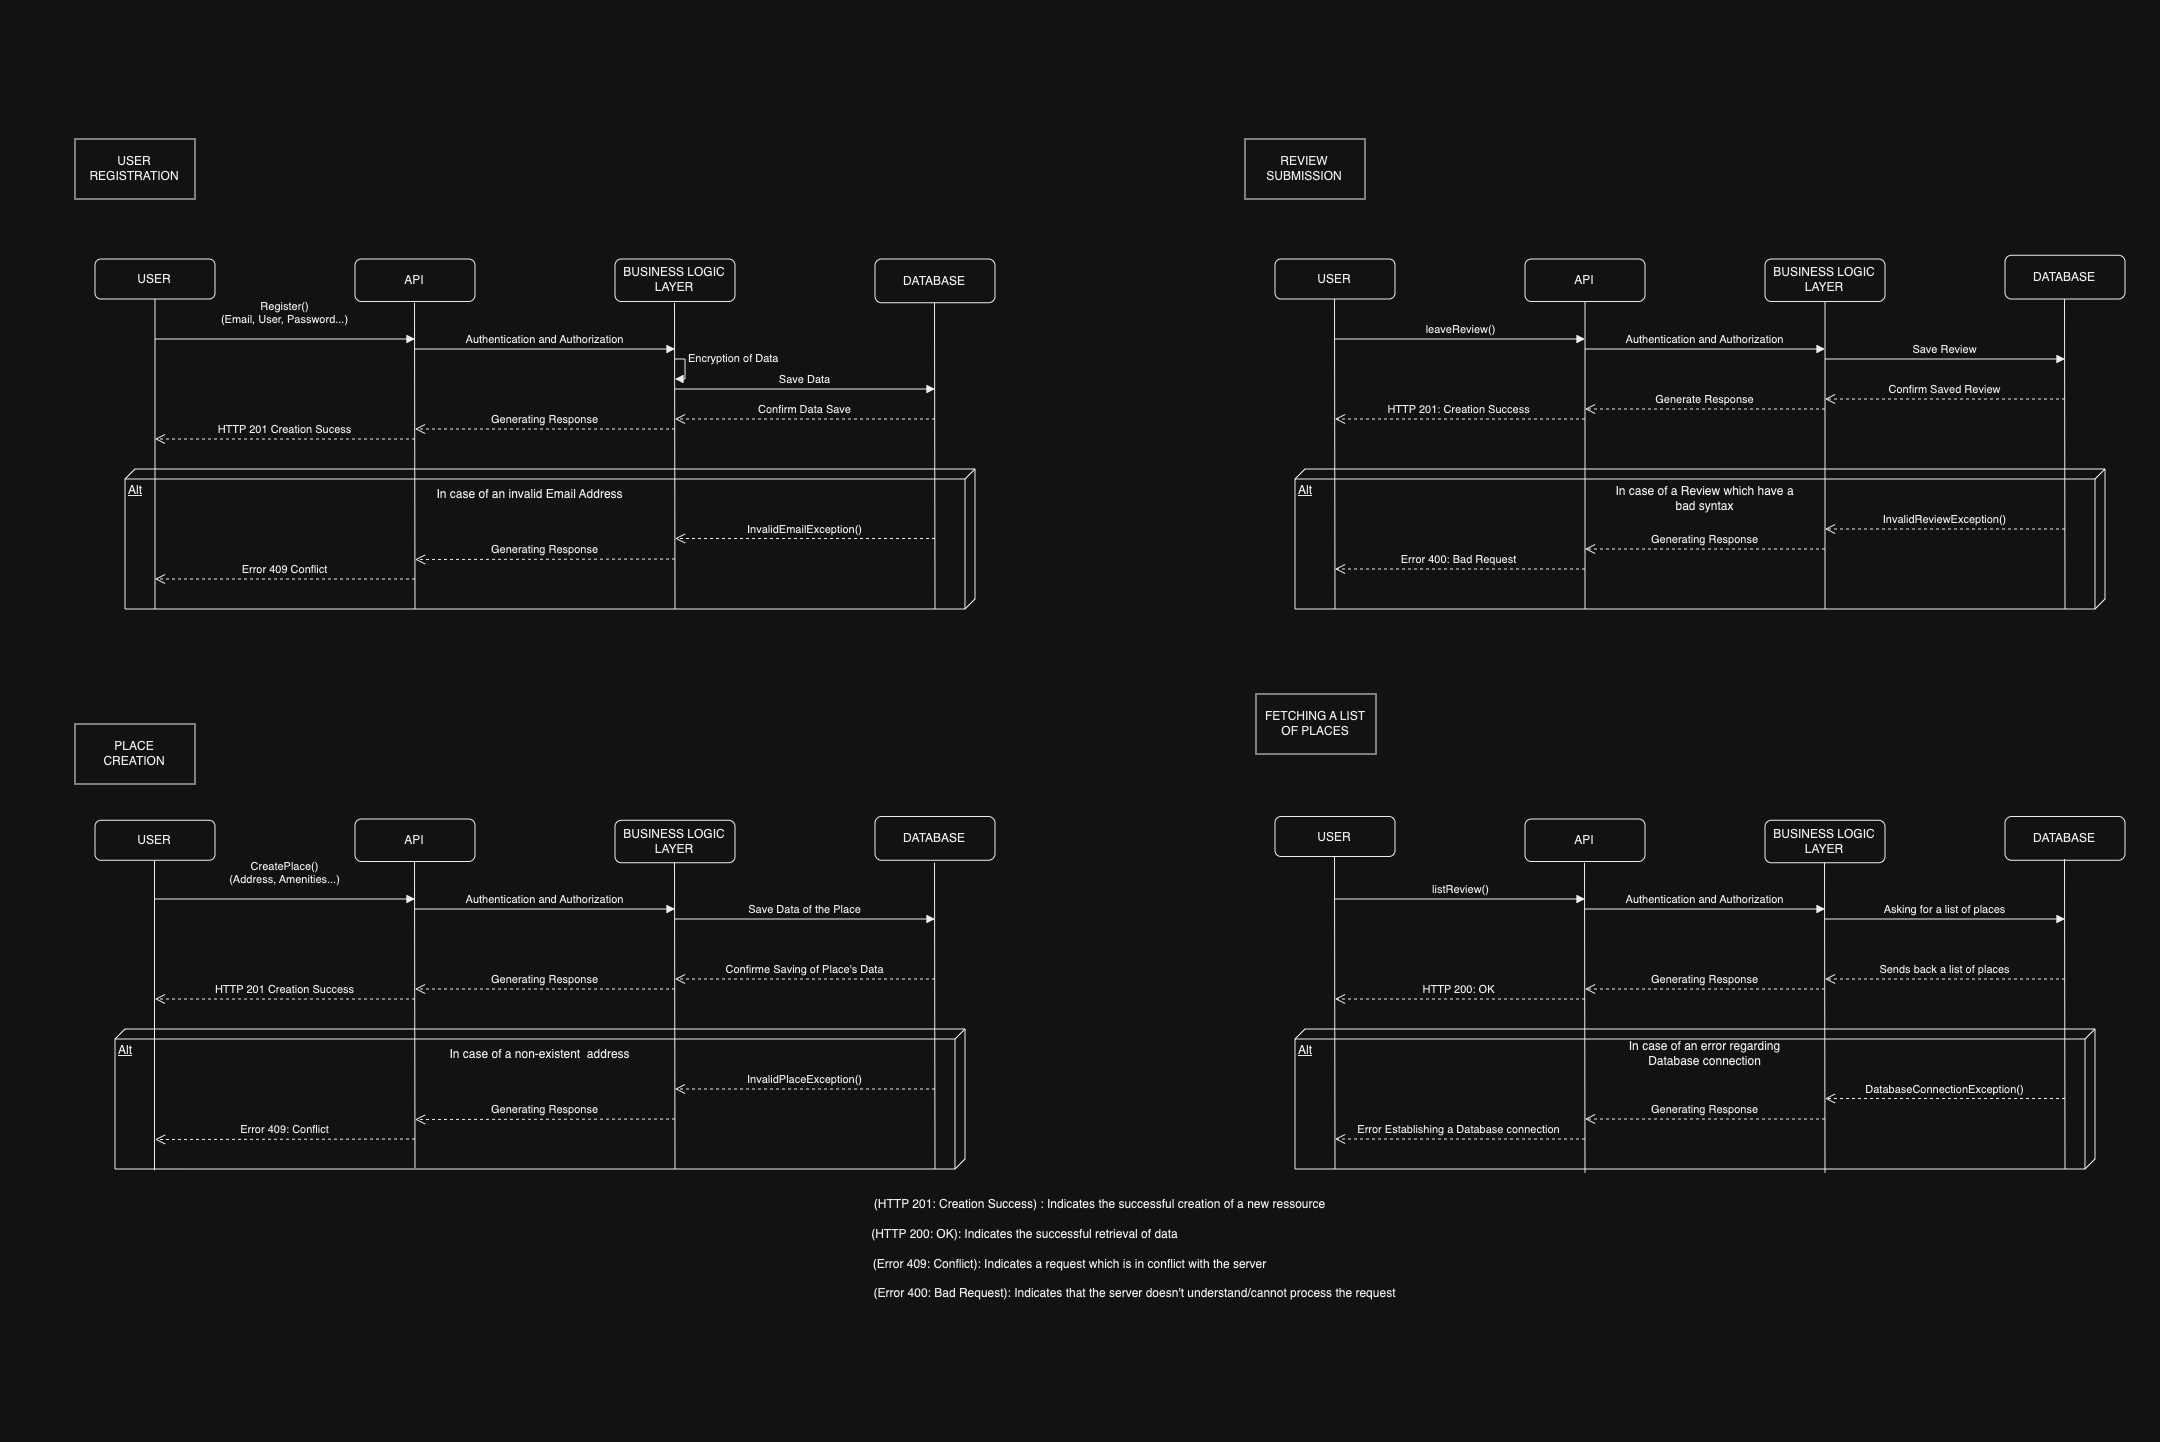 USER
REGISTRATION
USER
API
BUSINESS LOGIC
LAYER
DATABASE
Register()
(Email, User, Password...)
Authentication and Authorization
Encryption of Data
Save Data
Confirm Data Save
Generating Response
HTTP 201 Creation Sucess
Alt
In case of an invalid Email Address
InvalidEmailException()
Generating Response
Error 409 Conflict
REVIEW
SUBMISSION
USER
API
BUSINESS LOGIC
LAYER
DATABASE
leaveReview()
Authentication and Authorization
Save Review
Confirm Saved Review
Generate Response
HTTP 201: Creation Success
Alt
In case of a Review which have a
bad syntax
InvalidReviewException()
Generating Response
Error 400: Bad Request
PLACE
CREATION
USER
API
BUSINESS LOGIC
LAYER
DATABASE
CreatePlace()
(Address, Amenities...)
Authentication and Authorization
Save Data of the Place
Confirme Saving of Place's Data
Generating Response
HTTP 201 Creation Success
Alt
In case of a non-existent  address
InvalidPlaceException()
Generating Response
Error 409: Conflict
FETCHING A LIST
OF PLACES
USER
API
BUSINESS LOGIC
LAYER
DATABASE
listReview()
Authentication and Authorization
Asking for a list of places
Sends back a list of places
Generating Response
HTTP 200: OK
Alt
In case of an error regarding
Database connection
DatabaseConnectionException()
Generating Response
Error Establishing a Database connection
(HTTP 201: Creation Success) : Indicates the successful creation of a new ressource
(HTTP 200: OK): Indicates the successful retrieval of data
(Error 409: Conflict): Indicates a request which is in conflict with the server
(Error 400: Bad Request): Indicates that the server doesn't understand/cannot process the request